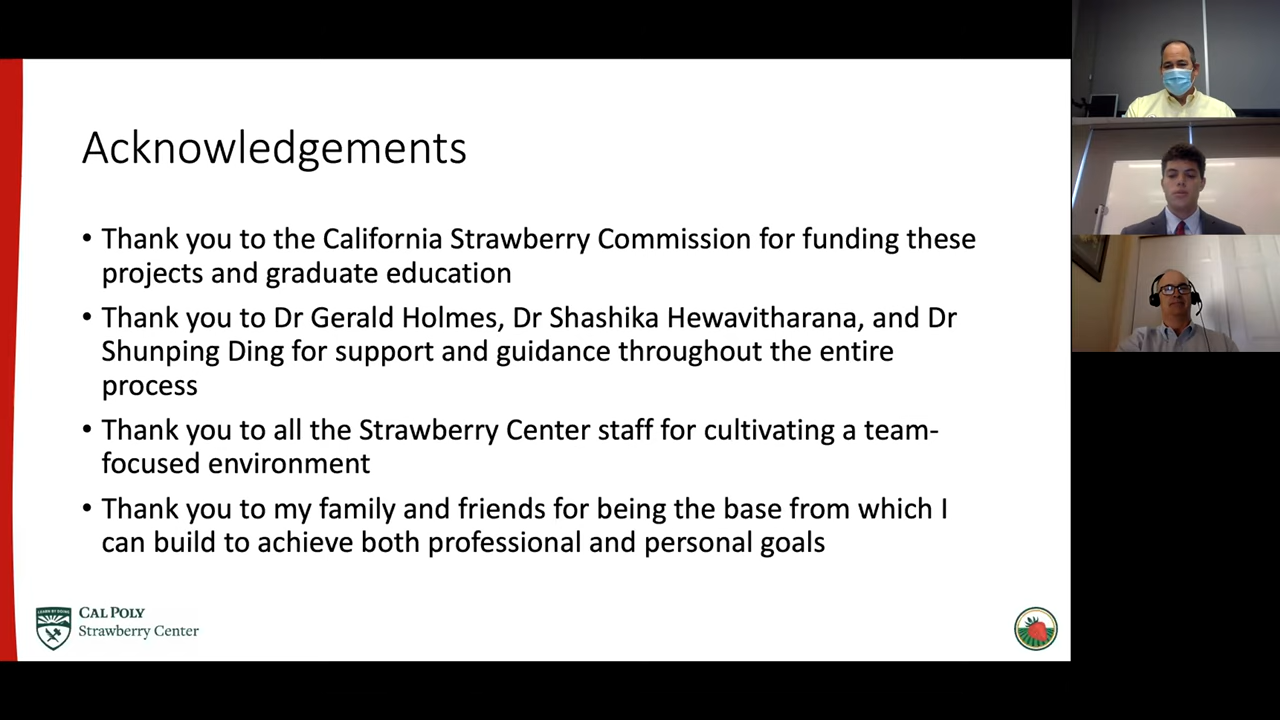 Acknowledgements
• Thank you to the California Strawberry Commission for funding these
projects and graduate education
• Thank you to Dr Gerald Holmes, Dr Shashika Hewavitharana, and Dr
Shunping Ding for support and guidance throughout the entire
process
• Thank you to all the Strawberry Center staff for cultivating a team-
focused environment
• Thank you to my family and friends for being the base from which I
can build to achieve both professional and personal goals
LEARN BY DOING
CAL POLY
Strawberry Center